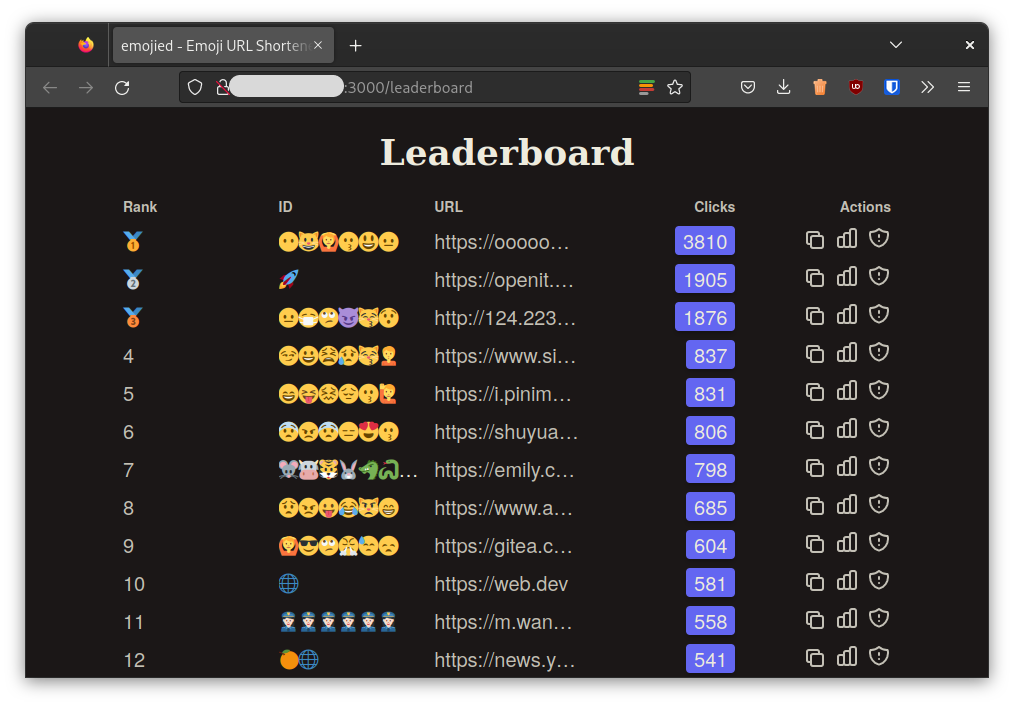 emojied - Emoji URL Shorten
:3000/leaderboard
Leaderboard
Rank ID URL Clicks Actions
🥇 😶😸🙆😗😃😐 https://ooooo… 3810
🥈 🚀 https://openit.… 1905
🥉 😐😷🙄😈😽😯 http://124.223… 1876
4 😏😀😫😥😽🤦 https://www.si… 837
5 😄😝😖😔😗🙋 https://i.pinim… 831
6 😨😠😨😑😍😗 https://shuyua… 806
7 🐭🐮🐯🐰🐲🐍… https://emily.c… 798
8 😟😠😛😂😼😁 https://www.a… 685
9 🙆😎🙄😤😓😞 https://gitea.c… 604
10 🌐 https://web.dev 581
11 👮👮👮👮👮👮 https://m.wan… 558
12 🍊🌐 https://news.y… 541